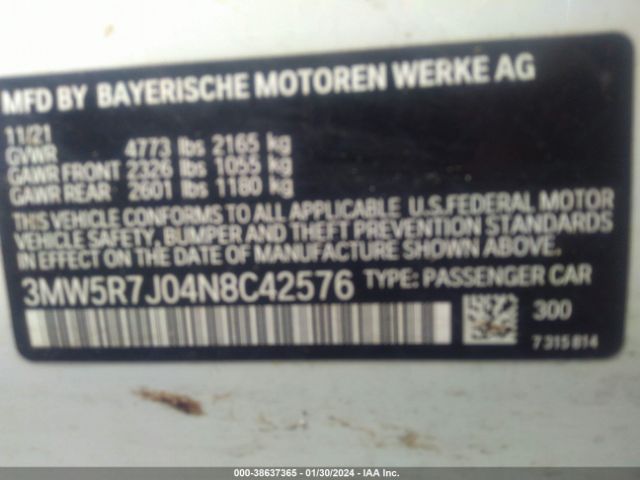 MFD BY BAYERISCHE MOTOREN WERKE AG
11/21
GVWR 4773 lbs 2165 kg
GAWR FRONT 2326 lbs 1055 kg
GAWR REAR 2601 lbs 1180 kg
THIS VEHICLE CONFORMS TO ALL APPLICABLE U.S.FEDERAL MOTOR
VEHICLE SAFETY, BUMPER AND THEFT PREVENTION STANDARDS
IN EFFECT ON THE DATE OF MANUFACTURE SHOWN ABOVE.
3MW5R7J04N8C42576 TYPE: PASSENGER CAR
300
7315814
000-38637365 - 01/30/2024 - IAA Inc.